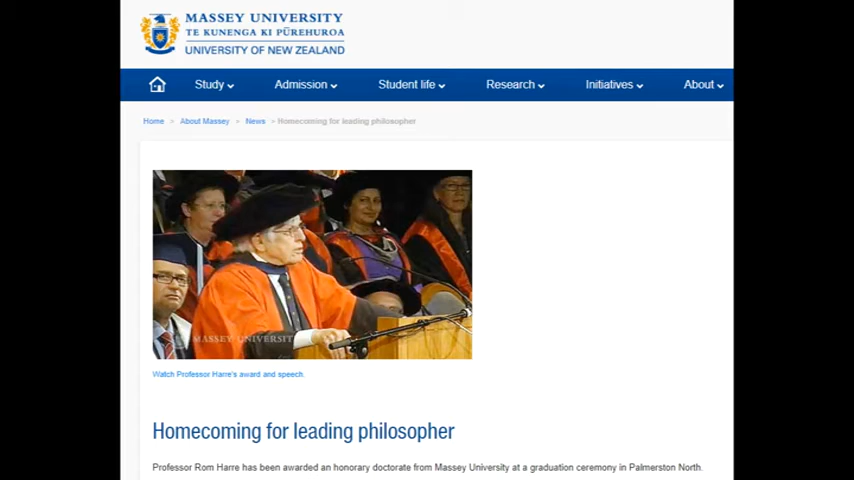 MASSEY UNIVERSITY
TE KUNENGA KI PŪREHUROA
UNIVERSITY OF NEW ZEALAND
Study Admission Student life Research Initiatives About
Home > About Massey > News > Homecoming for leading philosopher
MASSEY UNIVERSITY
Watch Professor Harre's award and speech.
Homecoming for leading philosopher
Professor Rom Harre has been awarded an honorary doctorate from Massey University at a graduation ceremony in Palmerston North.